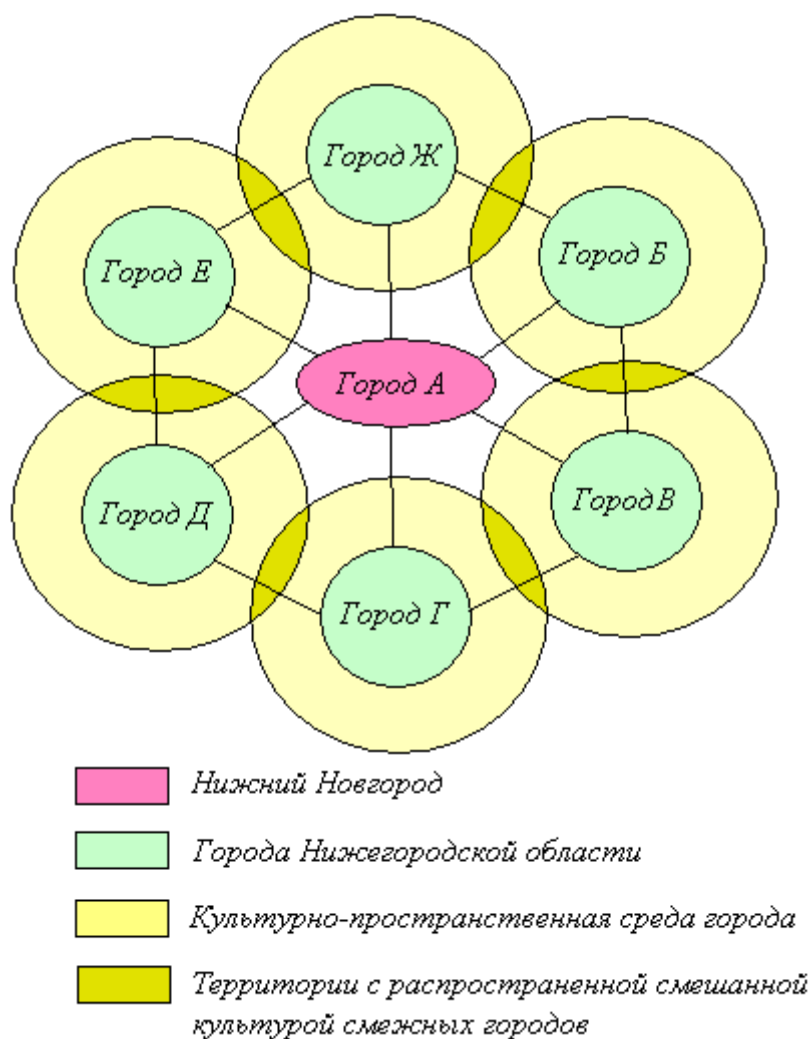 Город Ж
Город Б
Город Е
Город А
Город В
Город Д
Город Г
Нижний Новгород
Города Нижегородской области
Культурно-пространственная среда города
Территории с распространенной смешанной
культурой смежных городов